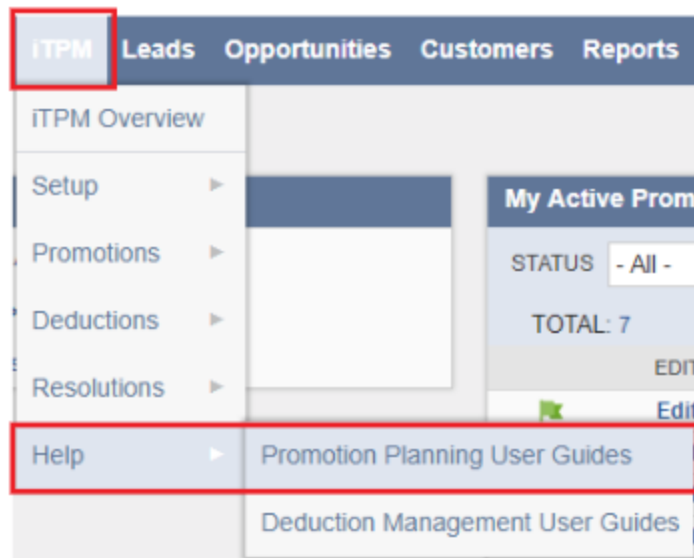 iTPM Leads Opportunities Customers Reports
iTPM Overview
Setup
My Active Prom
Promotions
STATUS - All -
Deductions
TOTAL: 7
EDIT
Resolutions
Edit
Help Promotion Planning User Guides
Deduction Management User Guides